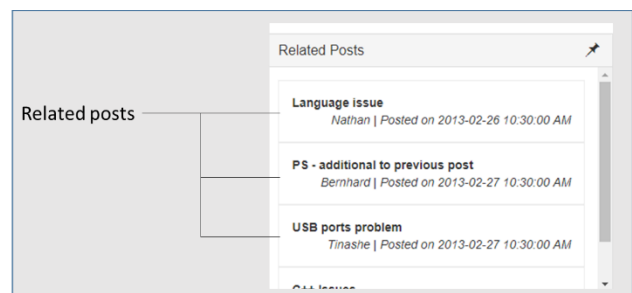 Related Posts
Related posts
Language issue
Nathan | Posted on 2013-02-26 10:30:00 AM
PS - additional to previous post
Bernhard | Posted on 2013-02-27 10:30:00 AM
USB ports problem
Tinashe | Posted on 2013-02-27 10:30:00 AM
C++ Issues